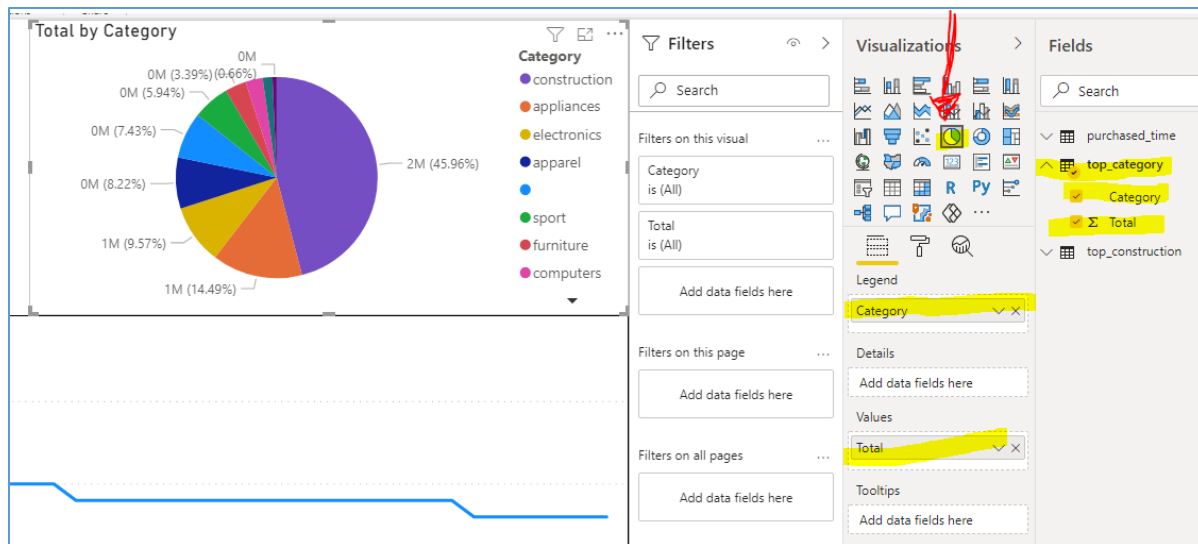 Total by Category
0M
0M (3.39%)
(0.66%)
0M (5.94%)
0M (7.43%)
0M (8.22%)
1M (9.57%)
1M (14.49%)
2M (45.96%)
Category
construction
appliances
electronics
apparel
sport
furniture
computers
Filters
Search
Filters on this visual
Category
is (All)
Total
is (All)
Add data fields here
Filters on this page
Add data fields here
Filters on all pages
Add data fields here
Visualizations
123
R
Py
Legend
Category
Details
Add data fields here
Values
Total
Tooltips
Add data fields here
Fields
Search
purchased_time
top_category
Category
Σ Total
top_construction